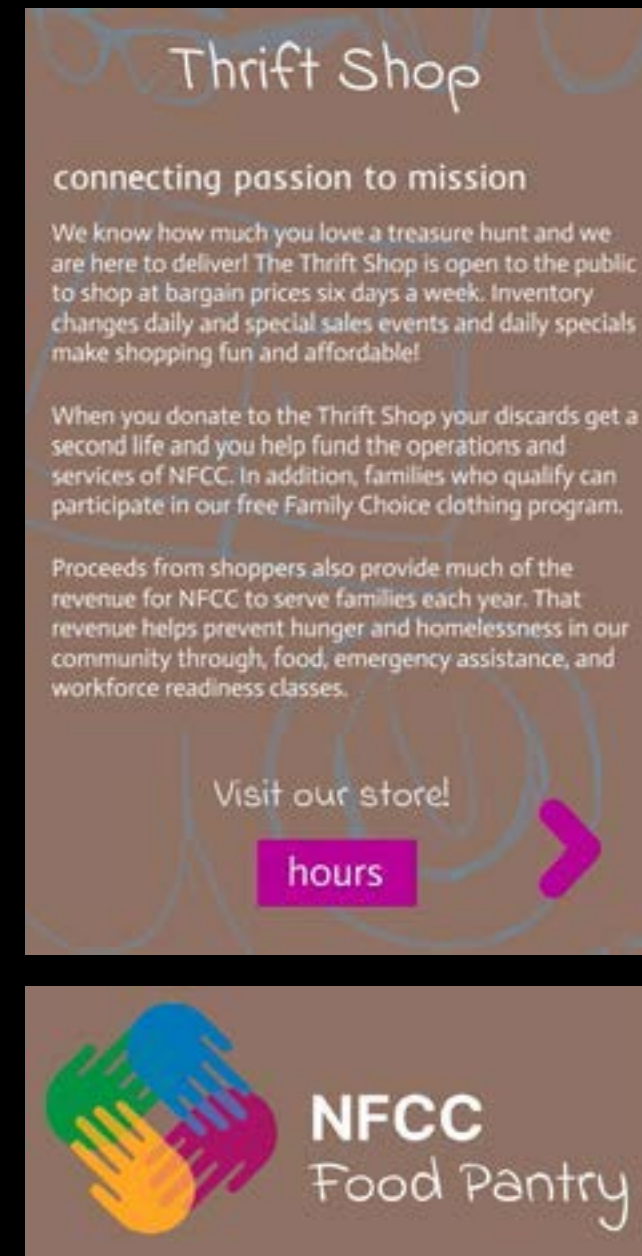 Thrift Shop
connecting passion to mission
We know how much you love a treasure hunt and we
are here to deliver! The Thrift Shop is open to the public
to shop at bargain prices six days a week. Inventory
changes daily and special sales events and daily specials
make shopping fun and affordable!
When you donate to the Thrift Shop your discards get a
second life and you help fund the operations and
services of NFCC. In addition, families who qualify can
participate in our free Family Choice clothing program.
Proceeds from shoppers also provide much of the
revenue for NFCC to serve families each year. That
revenue helps prevent hunger and homelessness in our
community through, food, emergency assistance, and
workforce readiness classes.
Visit our store!
hours
NFCC
Food Pantry